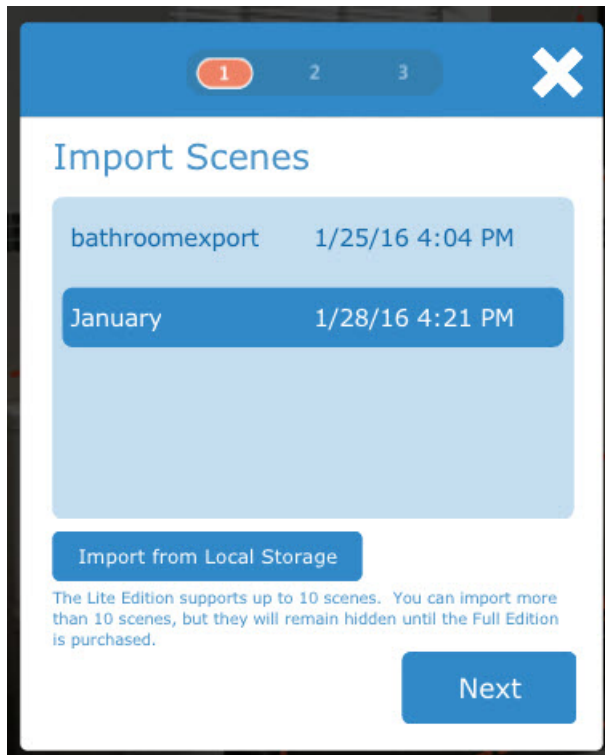 1 2 3
Import Scenes
bathroomexport 1/25/16 4:04 PM
January 1/28/16 4:21 PM
Import from Local Storage
The Lite Edition supports up to 10 scenes. You can import more
than 10 scenes, but they will remain hidden until the Full Edition
is purchased.
Next